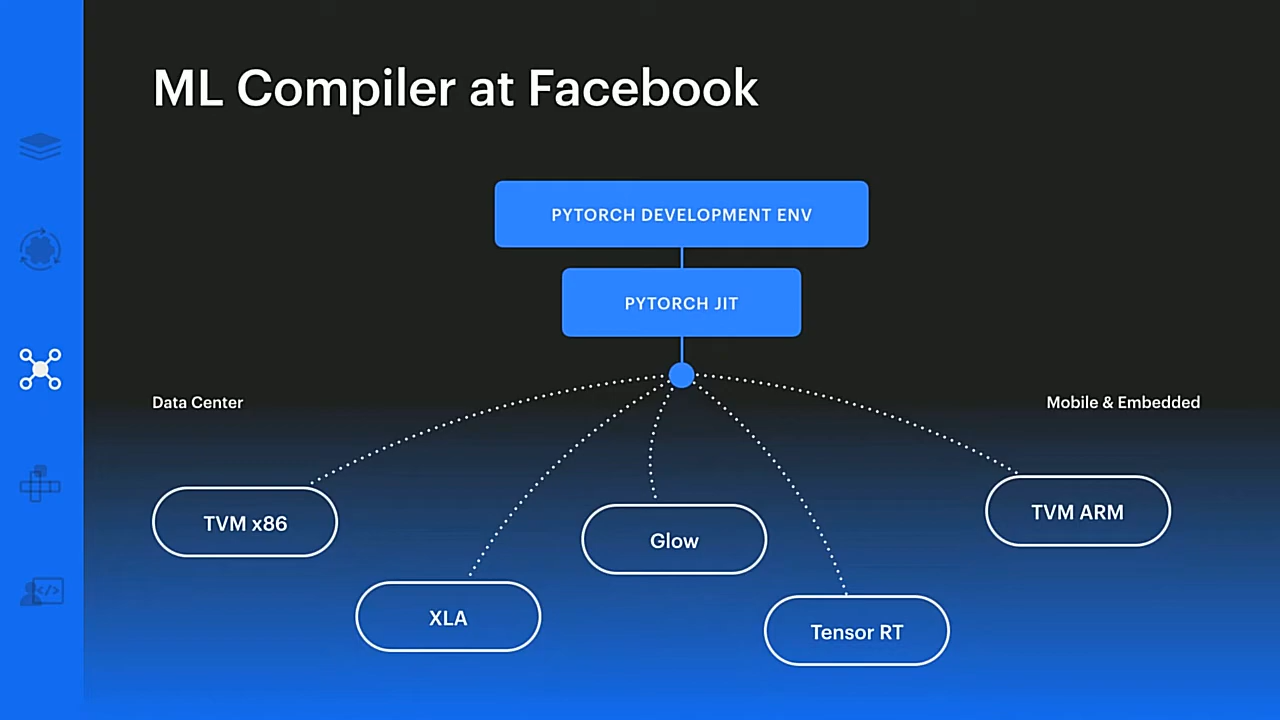 ML Compiler at Facebook
PYTORCH DEVELOPMENT ENV
PYTORCH JIT
Data Center
Mobile & Embedded
TVM x86
XLA
Glow
Tensor RT
TVM ARM